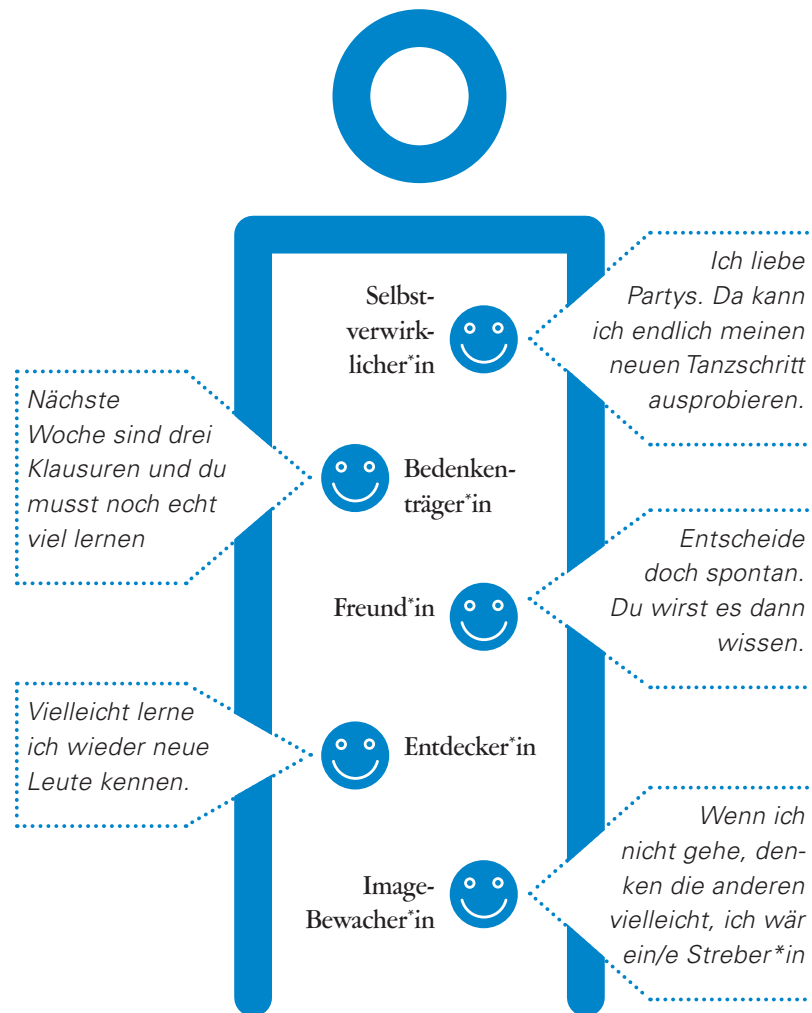 Selbst-
verwirk-
licher*in
Ich liebe
Partys. Da kann
ich endlich meinen
neuen Tanzschritt
ausprobieren.
Nächste
Woche sind drei
Klausuren und du
musst noch echt
viel lernen
Bedenken-
träger*in
Freund*in
Entscheide
doch spontan.
Du wirst es dann
wissen.
Vielleicht lerne
ich wieder neue
Leute kennen.
Entdecker*in
Image-
Bewacher*in
Wenn ich
nicht gehe, den-
ken die anderen
vielleicht, ich wär
ein/e Streber*in